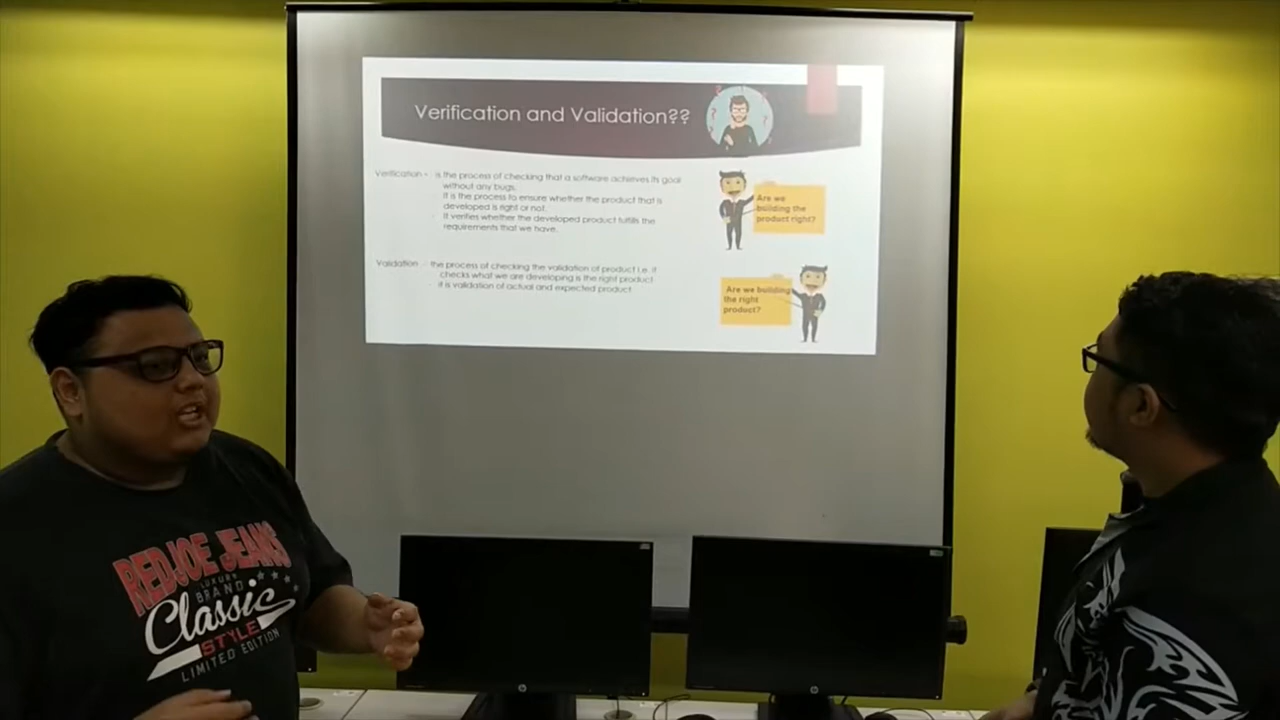 Verification and Validation??
Verification - is the process of checking that a software achieves its goal
without any bugs.
- It is the process to ensure whether the product that is
developed is right or not.
- It verifies whether the developed product fulfills the
requirements that we have.
Are we
building the
product right?
Validation - the process of checking the validation of product i.e. it
checks what we are developing is the right product
- it is validation of actual and expected product
Are we building
the right
product?
REDJOE JEANS
LUXURY
BRAND
Classic
STYLE
LIMITED EDITION
hp
hp